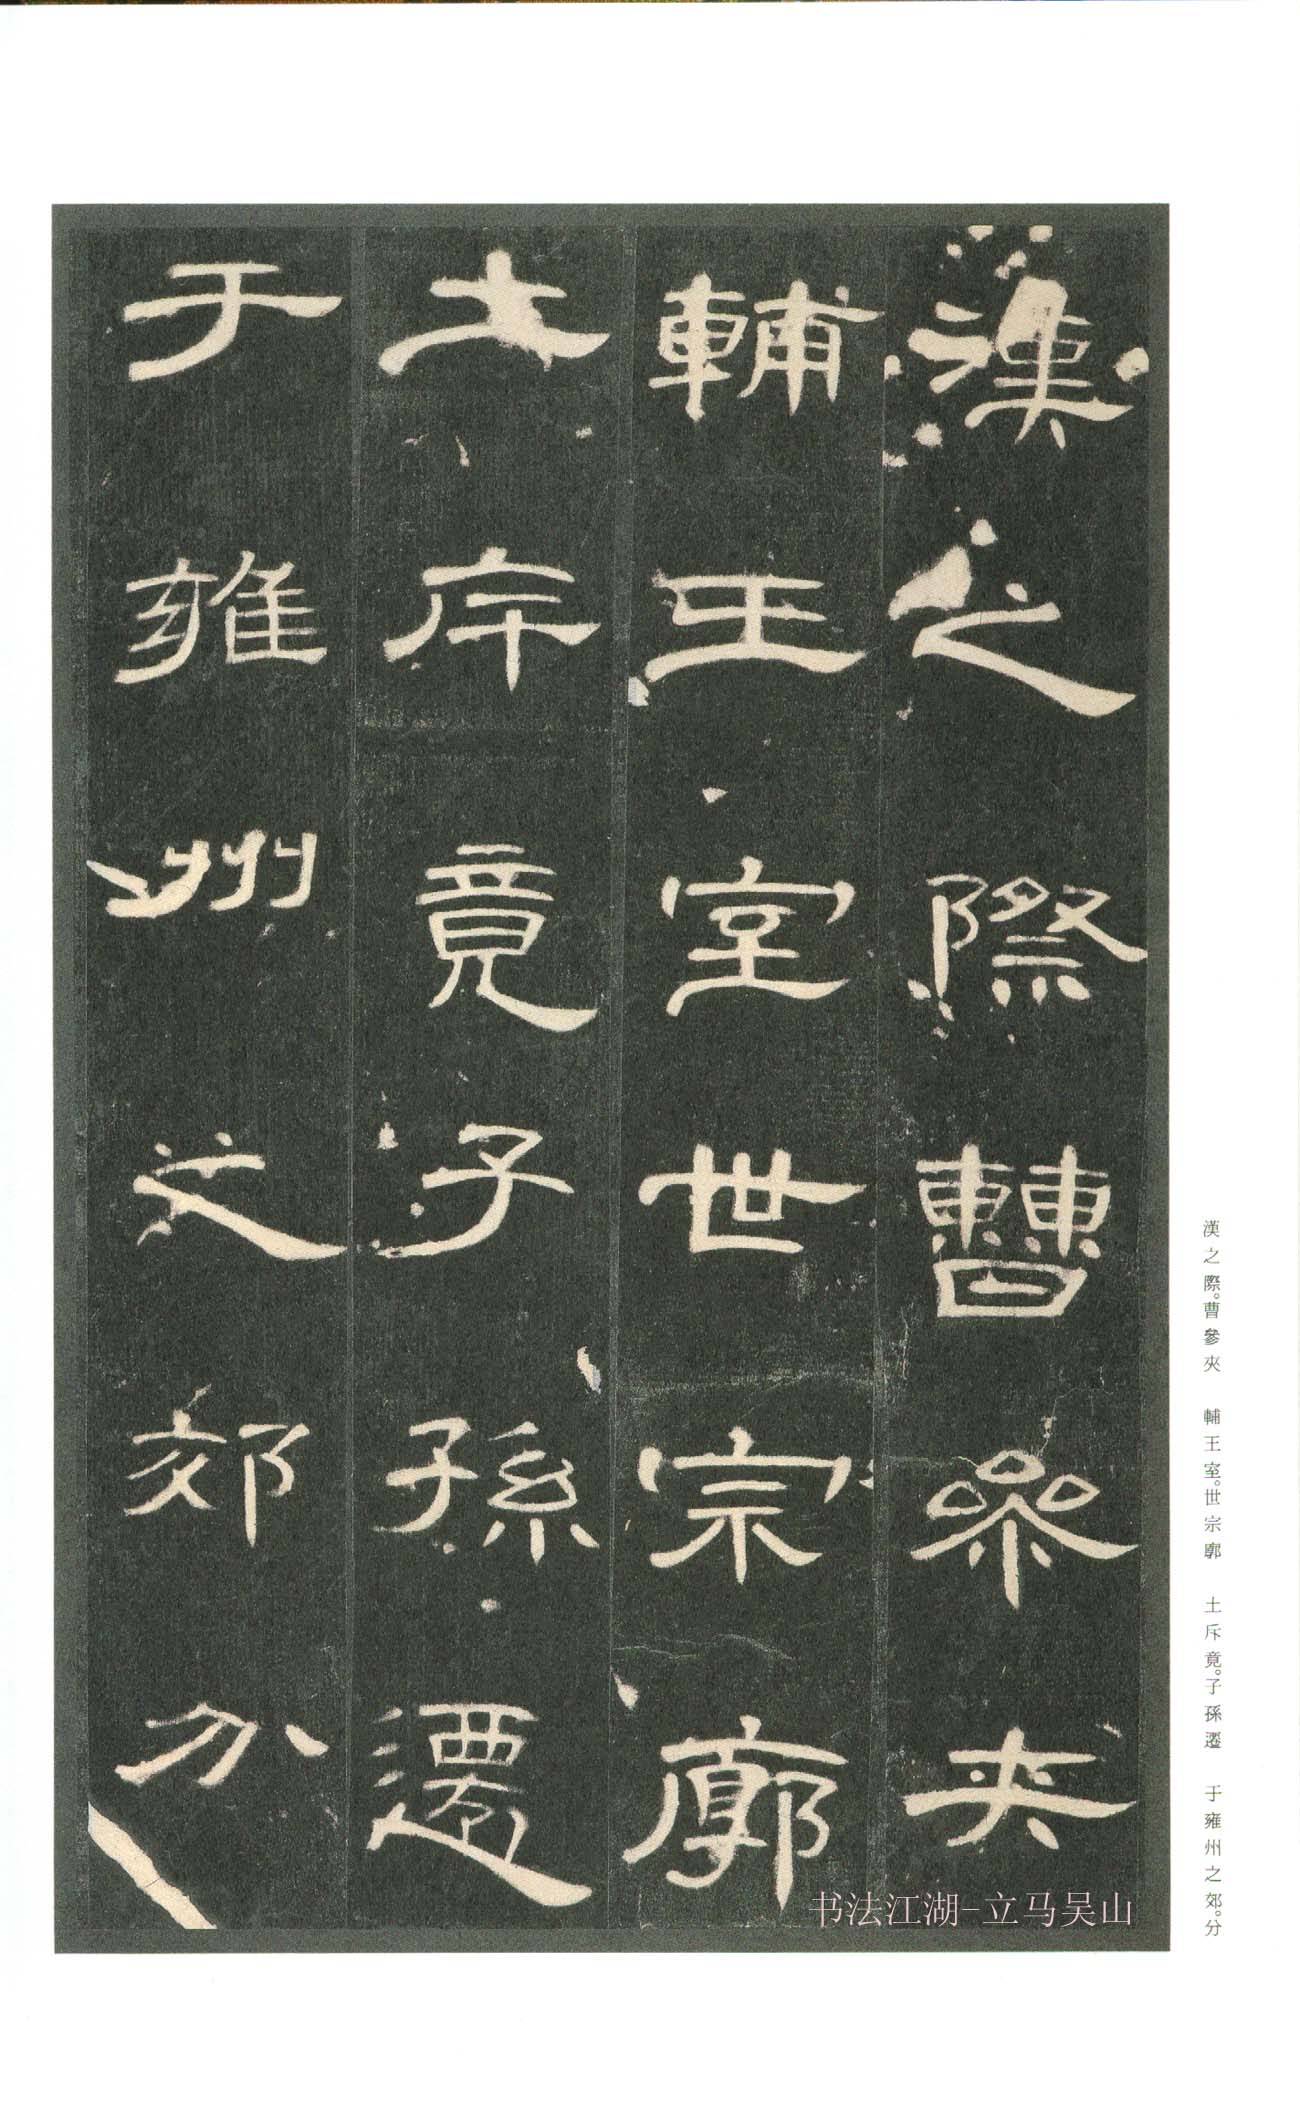 漢之際曹參夾
輔王室世宗廓
土斥竟子孫遷
于雍州之郊分
漢之際。曹參夾 輔王室。世宗廓 土斥竟。子孫遷 于雍州之郊。分
书法江湖-立马吴山